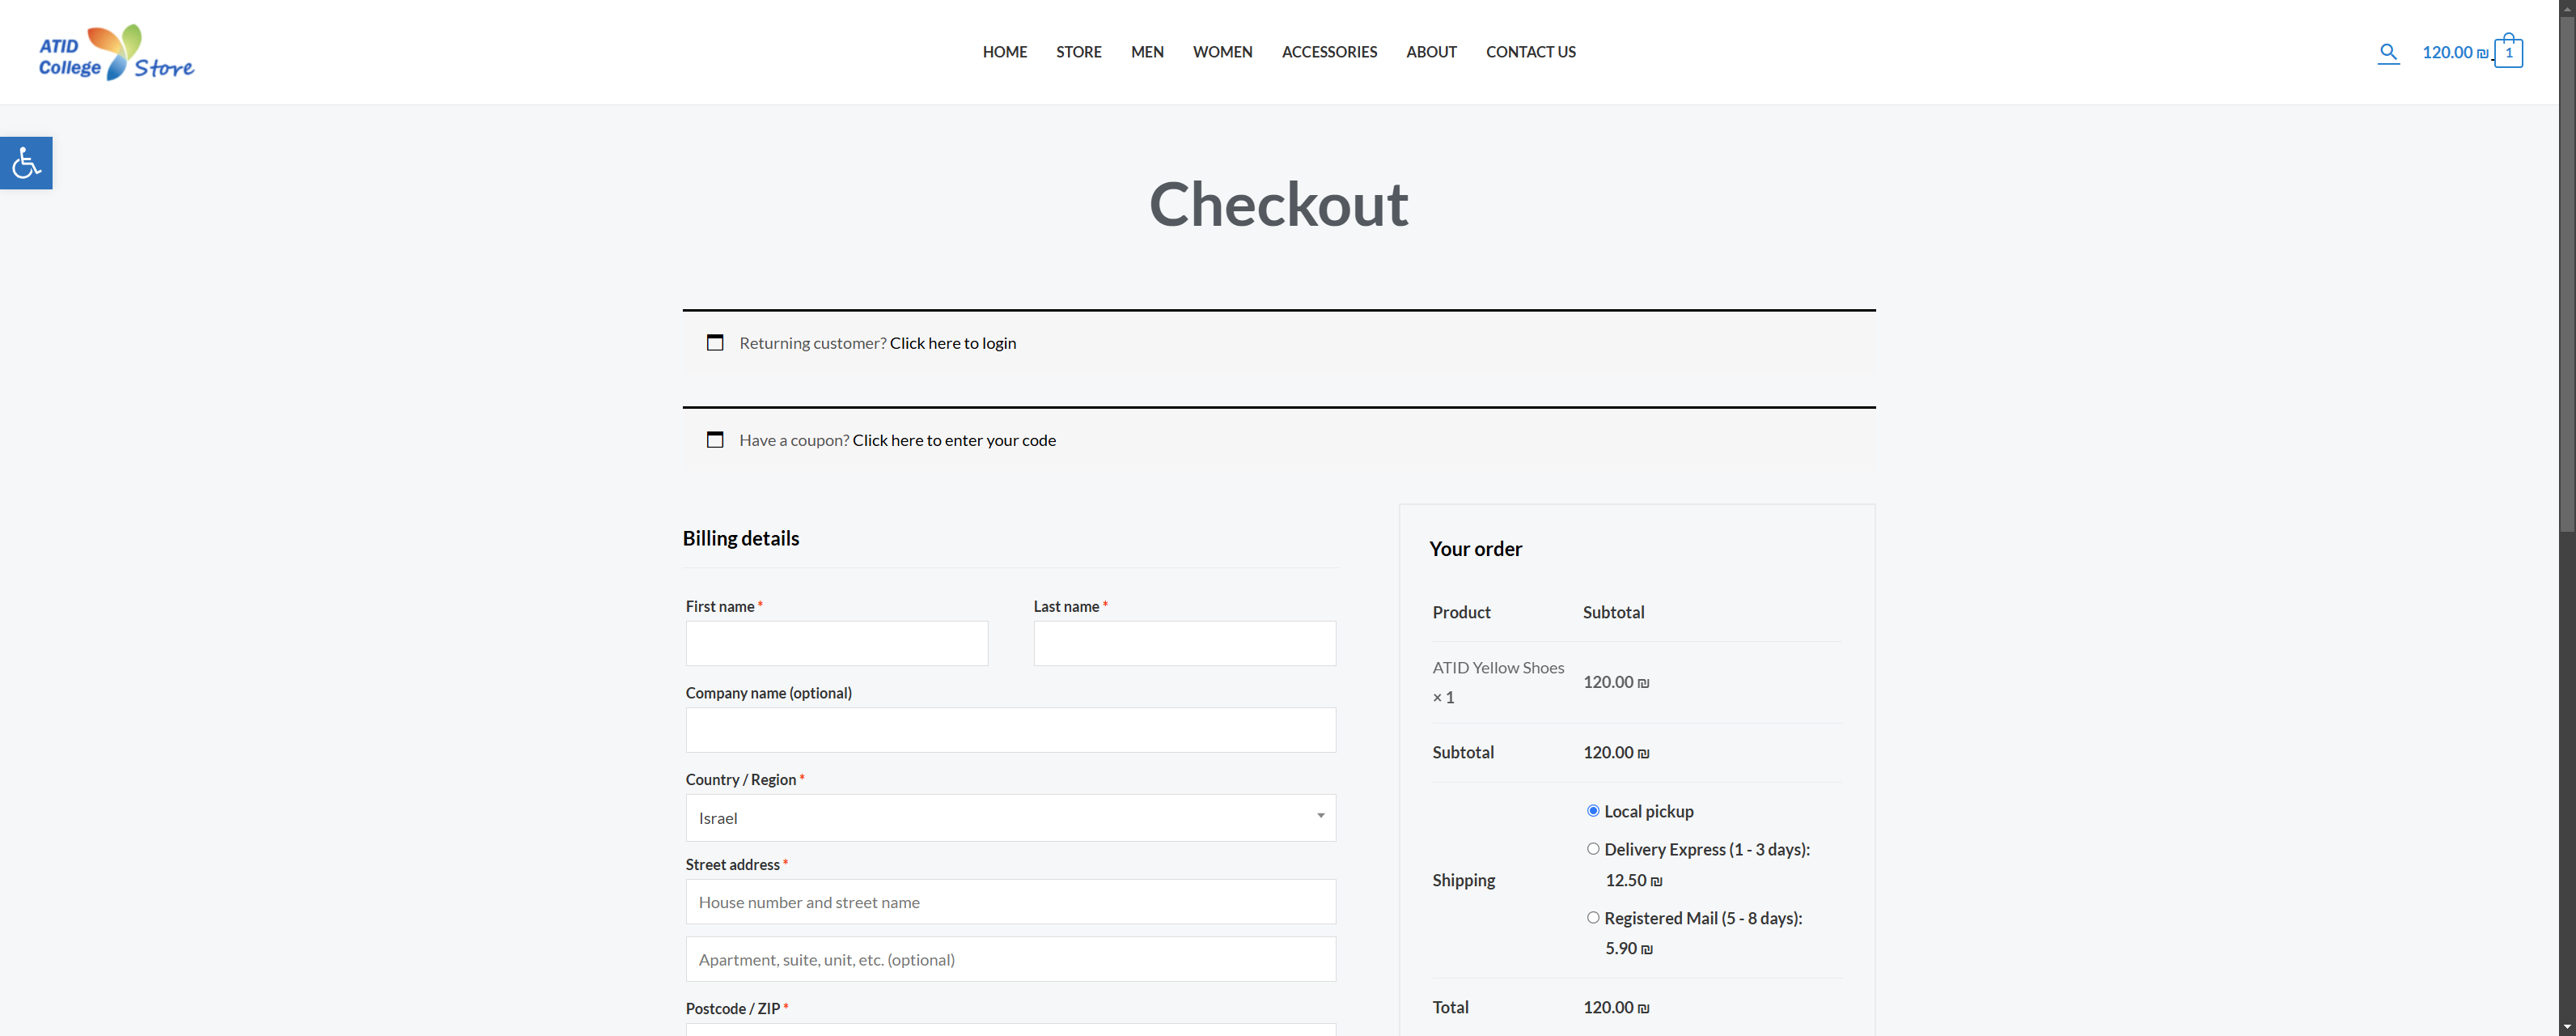 ATID
College Store
HOME STORE MEN WOMEN ACCESSORIES ABOUT CONTACT US
120.00 ₪ 1
Checkout
Returning customer? Click here to login
Have a coupon? Click here to enter your code
Billing details
First name * Last name *
Company name (optional)
Country / Region *
Israel
Street address *
House number and street name
Apartment, suite, unit, etc. (optional)
Postcode / ZIP *
Your order
Product Subtotal
ATID Yellow Shoes
× 1 120.00 ₪
Subtotal 120.00 ₪
Shipping
Local pickup
Delivery Express (1 - 3 days):
12.50 ₪
Registered Mail (5 - 8 days):
5.90 ₪
Total 120.00 ₪